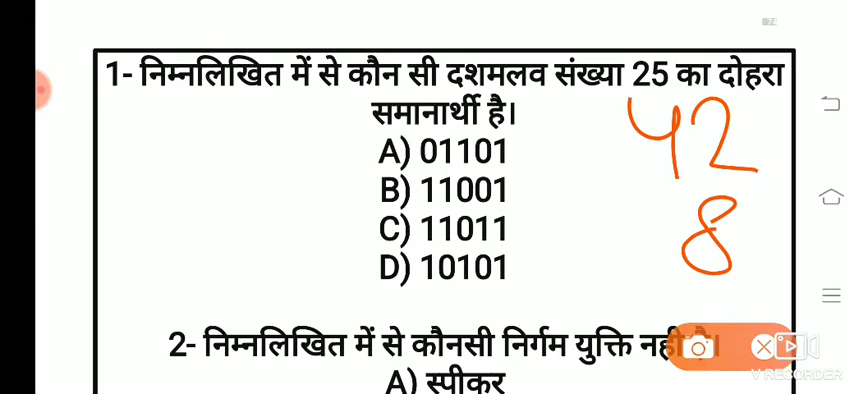 1- निम्नलिखित में से कौन सी दशमलव संख्या 25 का दोहरा
समानार्थी है।
A) 01101
B) 11001
C) 11011
D) 10101
42
8
2- निम्नलिखित में से कौनसी निर्गम युक्ति नही है।
A) स्पीकर
V RECORDER